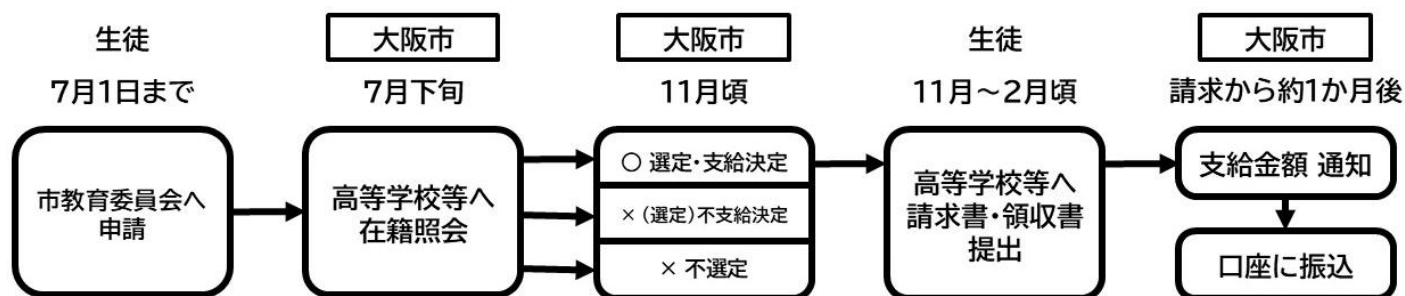 生徒
7月1日まで
市教育委員会へ
申請
大阪市
7月下旬
高等学校等へ
在籍照会
大阪市
11月頃
○ 選定・支給決定
×(選定)不支給決定
× 不選定
生徒
11月～2月頃
高等学校等へ
請求書・領収書
提出
大阪市
請求から約1か月後
支給金額 通知
口座に振込